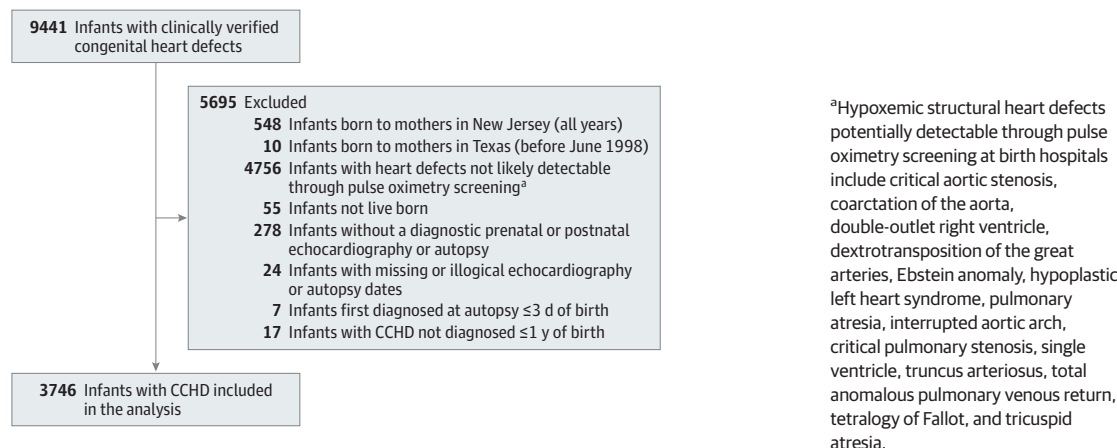 9441 Infants with clinically verified
congenital heart defects
5695 Excluded
548 Infants born to mothers in New Jersey (all years)
10 Infants born to mothers in Texas (before June 1998)
4756 Infants with heart defects not likely detectable
through pulse oximetry screeningᵃ
55 Infants not live born
278 Infants without a diagnostic prenatal or postnatal
echocardiography or autopsy
24 Infants with missing or illogical echocardiography
or autopsy dates
7 Infants first diagnosed at autopsy ≤3 d of birth
17 Infants with CCHD not diagnosed ≤1 y of birth
3746 Infants with CCHD included
in the analysis
ᵃHypoxemic structural heart defects
potentially detectable through pulse
oximetry screening at birth hospitals
include critical aortic stenosis,
coarctation of the aorta,
double-outlet right ventricle,
dextrotransposition of the great
arteries, Ebstein anomaly, hypoplastic
left heart syndrome, pulmonary
atresia, interrupted aortic arch,
critical pulmonary stenosis, single
ventricle, truncus arteriosus, total
anomalous pulmonary venous return,
tetralogy of Fallot, and tricuspid
atresia.